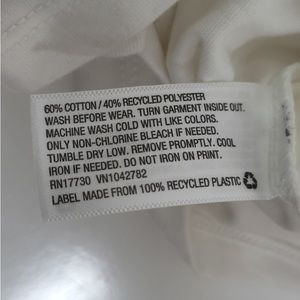 60% COTTON / 40% RECYCLED POLYESTER
WASH BEFORE WEAR. TURN GARMENT INSIDE OUT.
MACHINE WASH COLD WITH LIKE COLORS.
ONLY NON-CHLORINE BLEACH IF NEEDED.
TUMBLE DRY LOW, REMOVE PROMPTLY. COOL
IRON IF NEEDED. DO NOT IRON ON PRINT.
RN17730 VN1042782
LABEL MADE FROM 100% RECYCLED PLASTIC